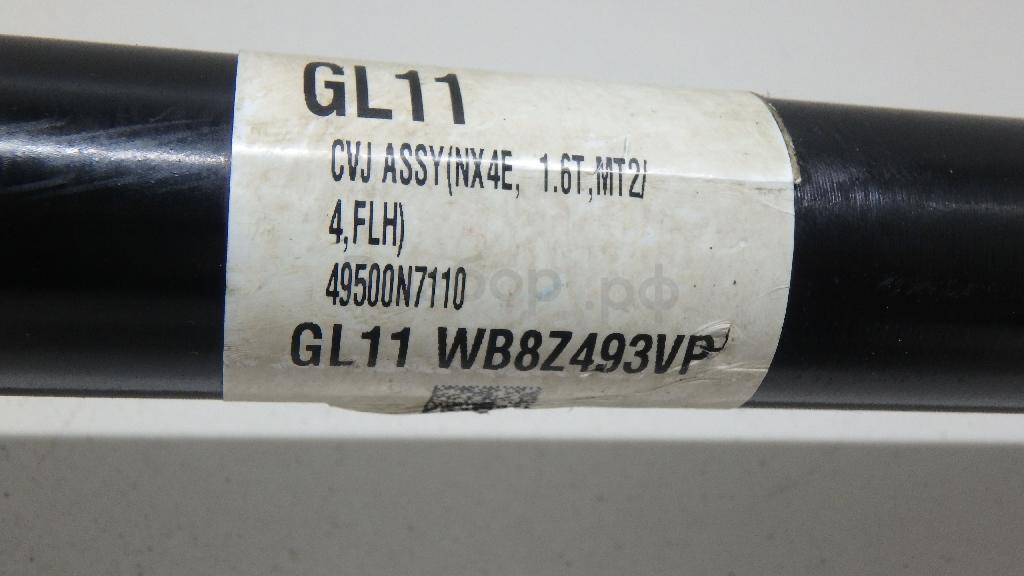 GL11
CVJ ASSY(NX4E, 1.6T,MT2/
4,FLH)
49500N7110
GL11 WB8Z493VP